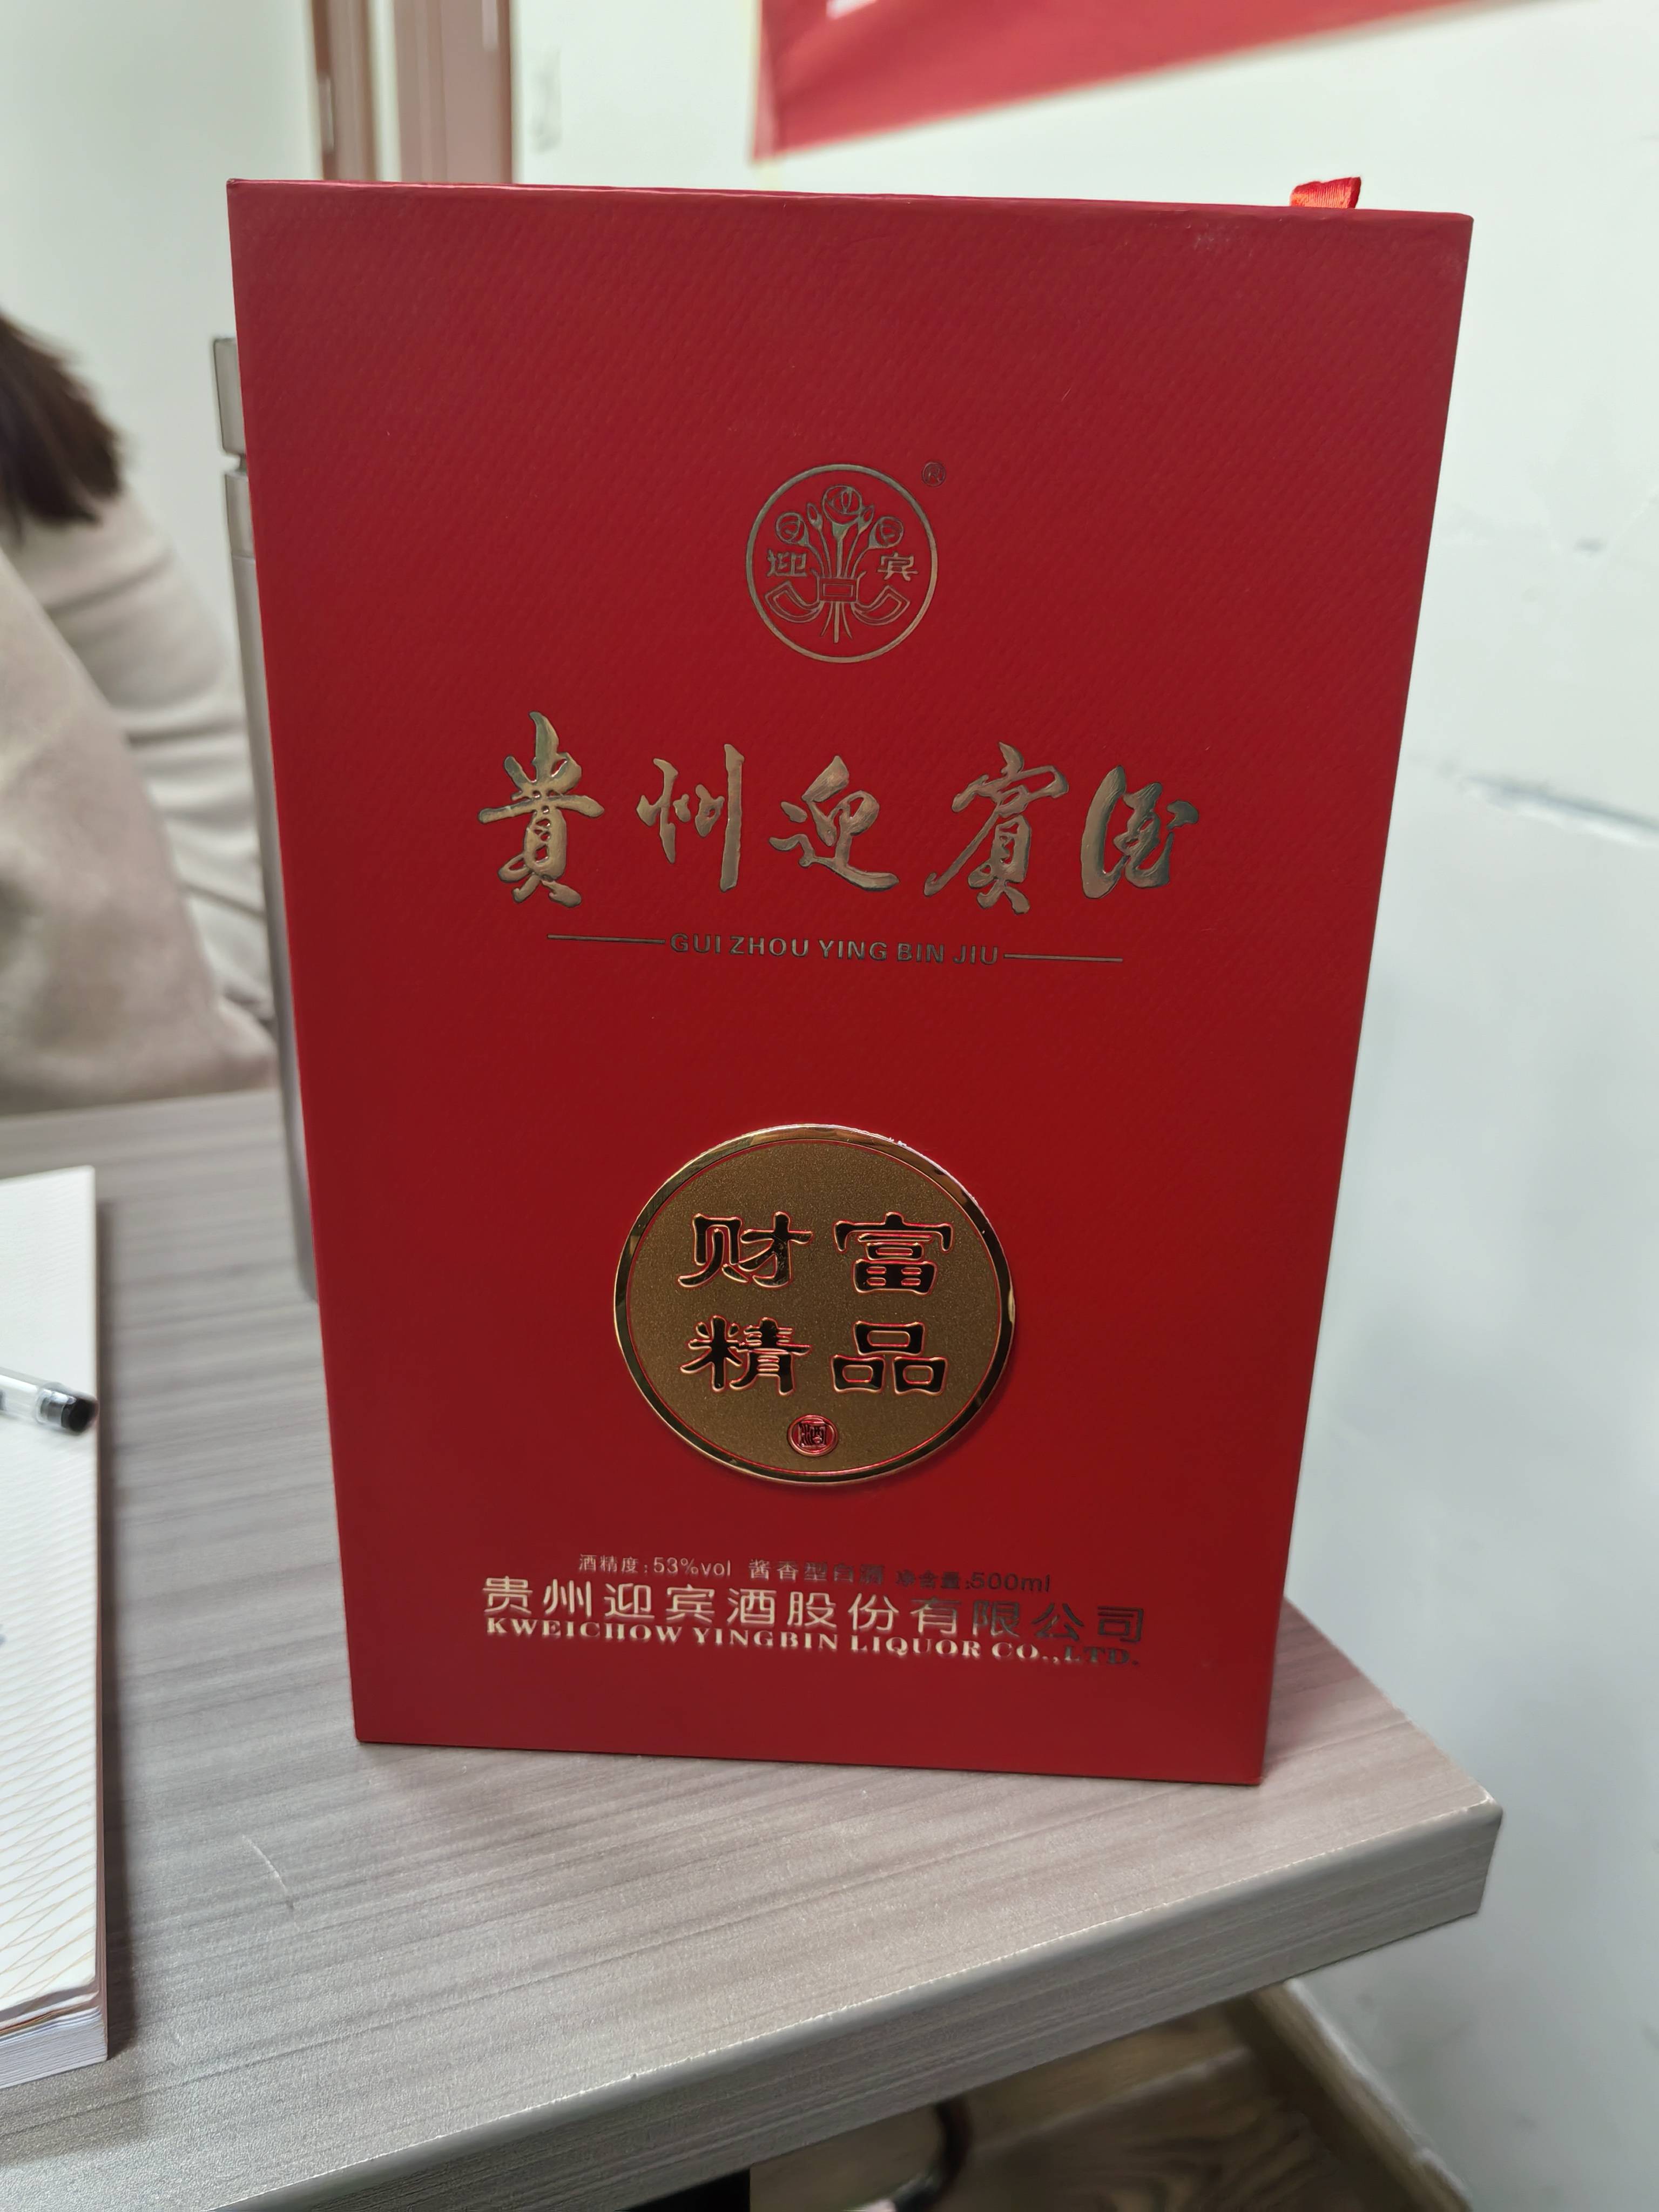 迎 宾
貴州迎賓酒
GUI ZHOU YING BIN JIU
财富
精品
酒
酒精度:53%vol 酱香型白酒 净含量:500ml
贵州迎宾酒股份有限公司
KWEICHOW YINGBIN LIQUOR CO.,LTD.